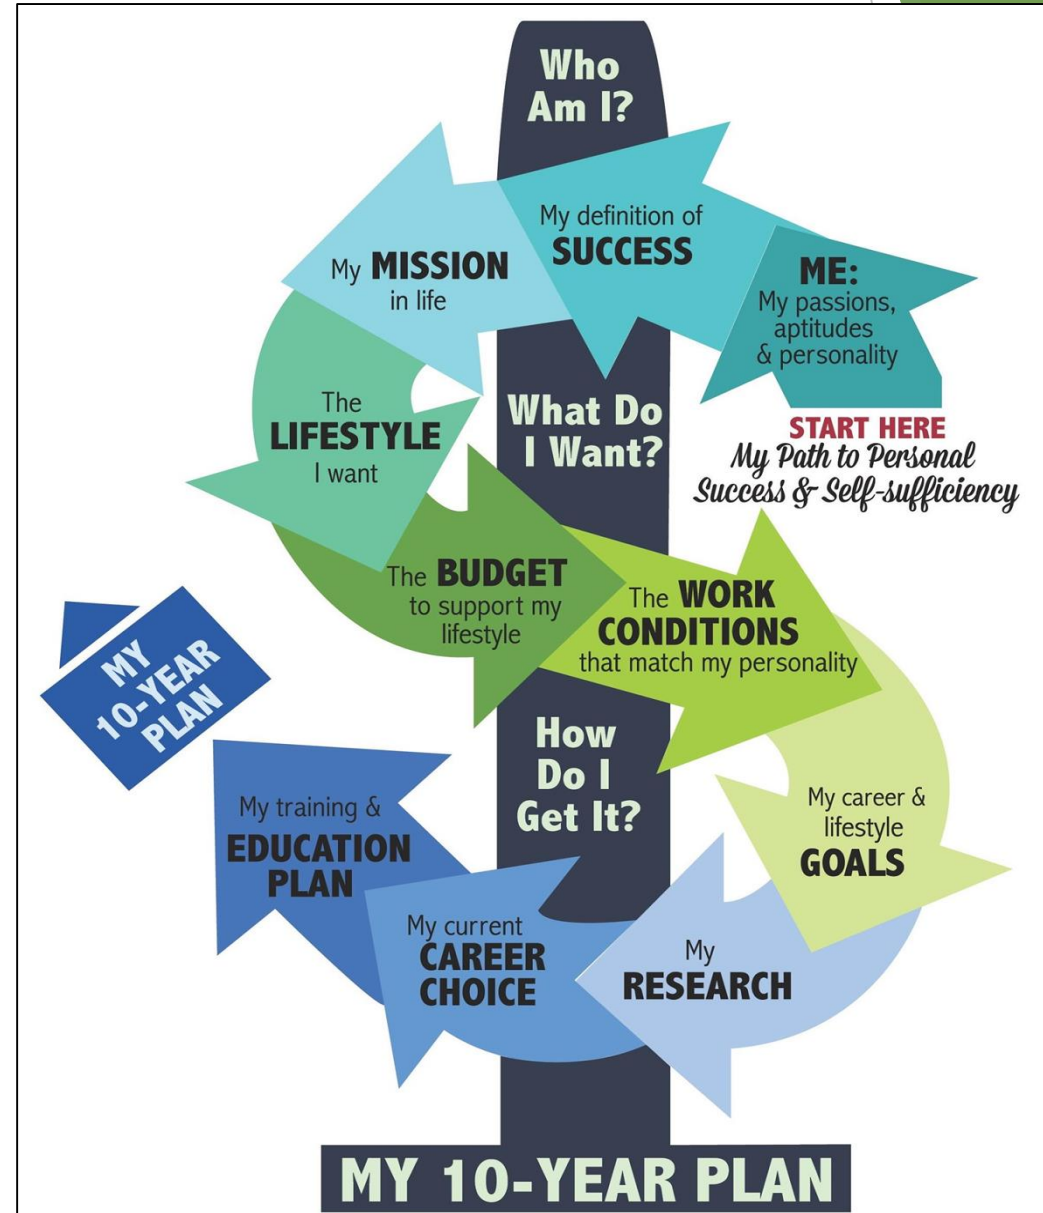 Who
Am I?
START HERE
My Path to Personal
Success & Self-sufficiency
ME:
My passions,
aptitudes
& personality
My definition of
SUCCESS
My MISSION
in life
What Do
I Want?
The
LIFESTYLE
I want
The BUDGET
to support my
lifestyle
The WORK
CONDITIONS
that match my personality
How
Do I
Get It?
My career &
lifestyle
GOALS
My
RESEARCH
My current
CAREER
CHOICE
My training &
EDUCATION
PLAN
MY
10-YEAR
PLAN
MY 10-YEAR PLAN